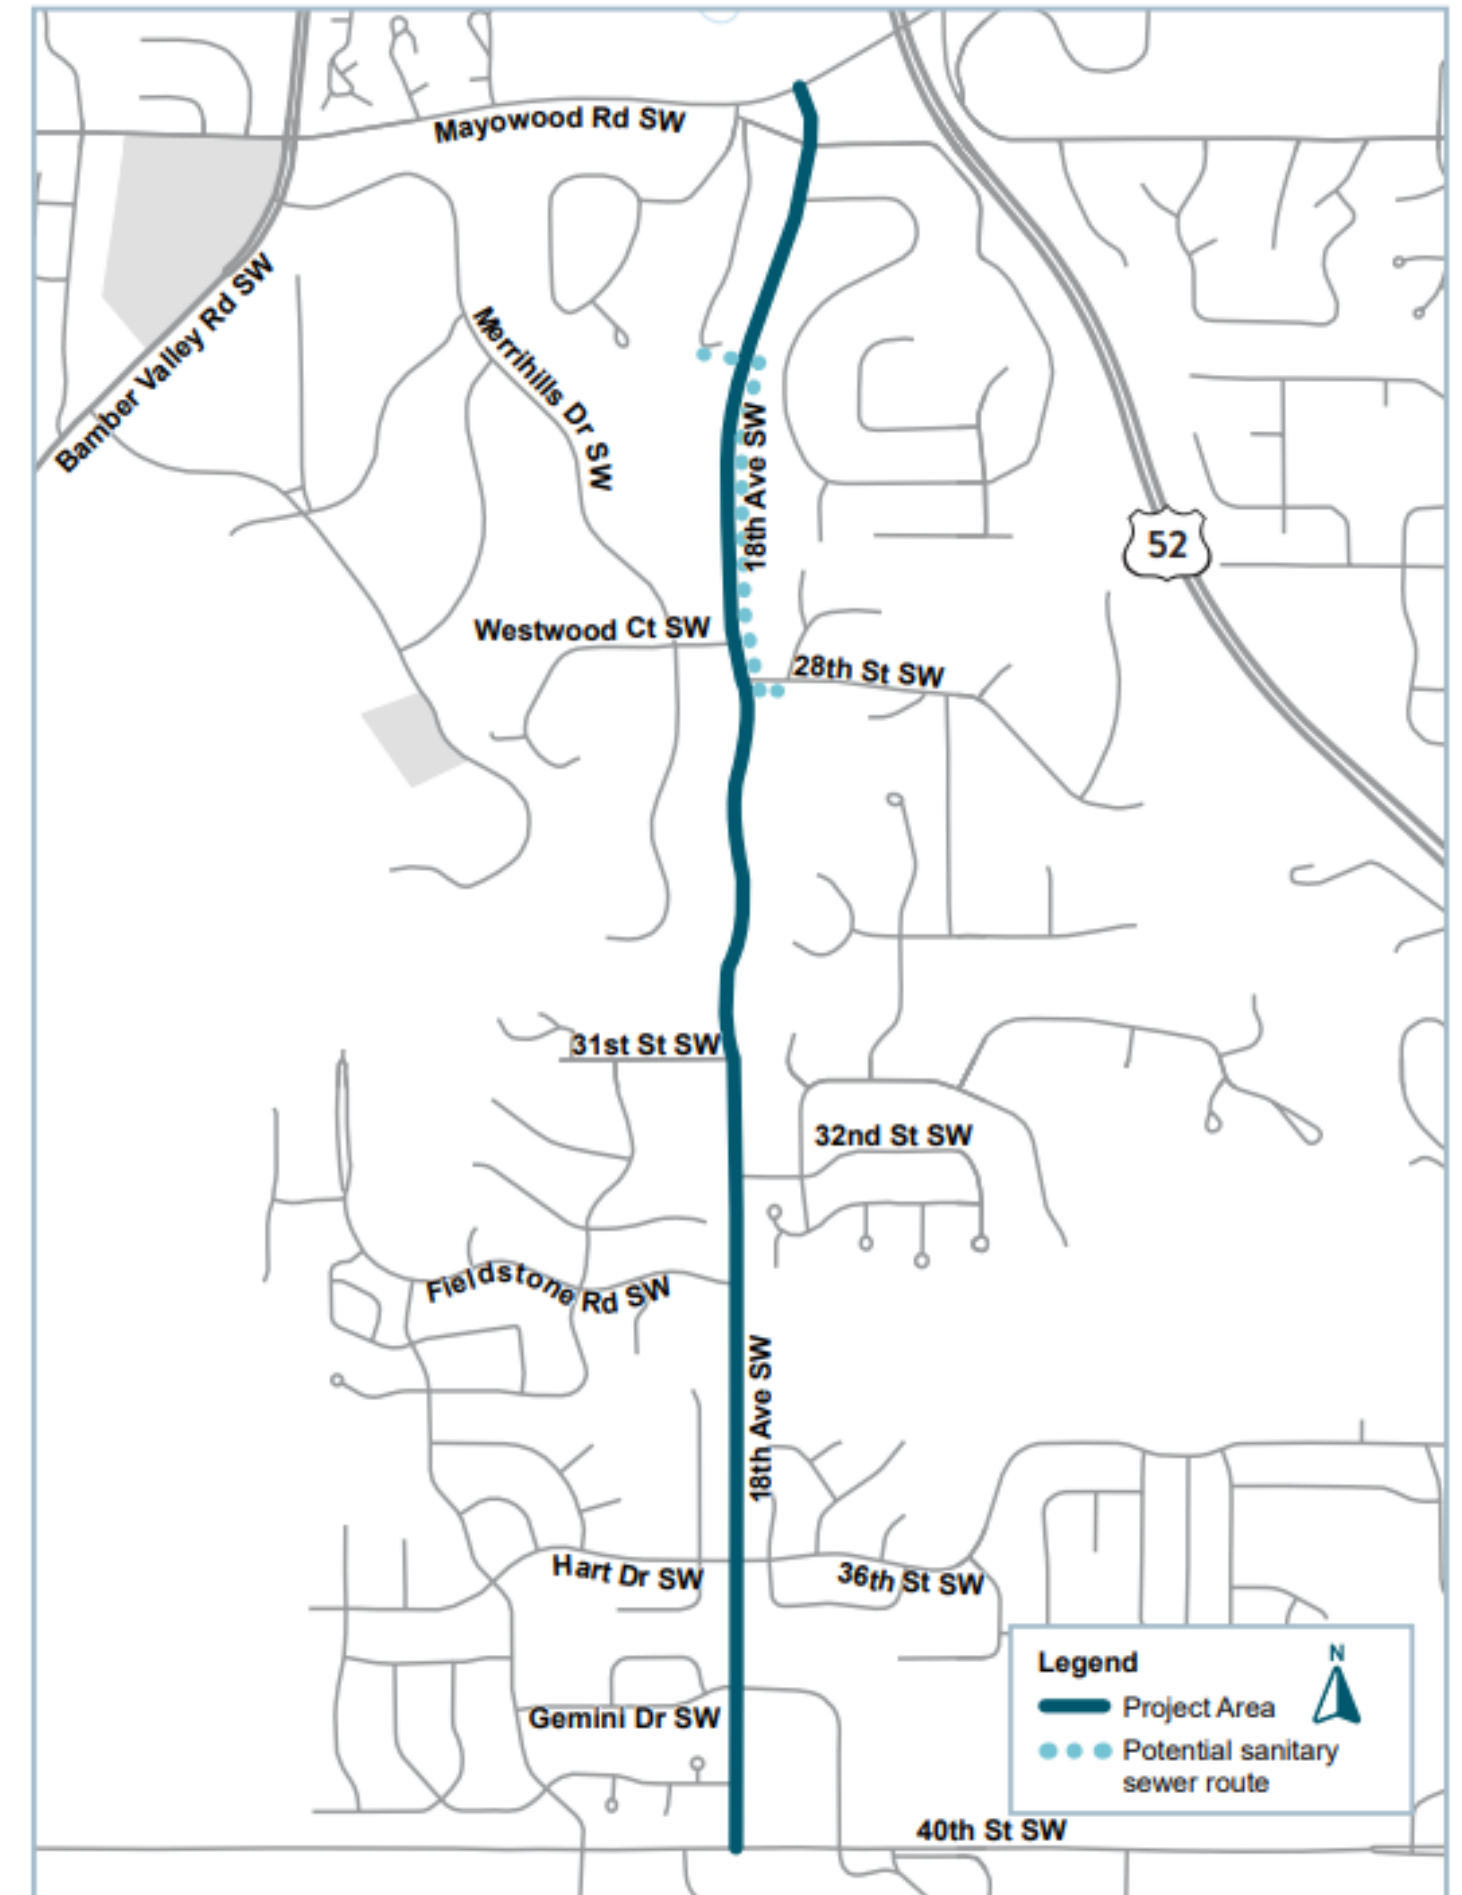 Mayowood Rd SW
Bamber Valley Rd SW
Merrihills Dr SW
18th Ave SW
52
Westwood Ct SW
28th St SW
31st St SW
32nd St SW
Fieldstone Rd SW
18th Ave SW
Hart Dr SW
36th St SW
Gemini Dr SW
Legend
N
Project Area
Potential sanitary
sewer route
40th St SW